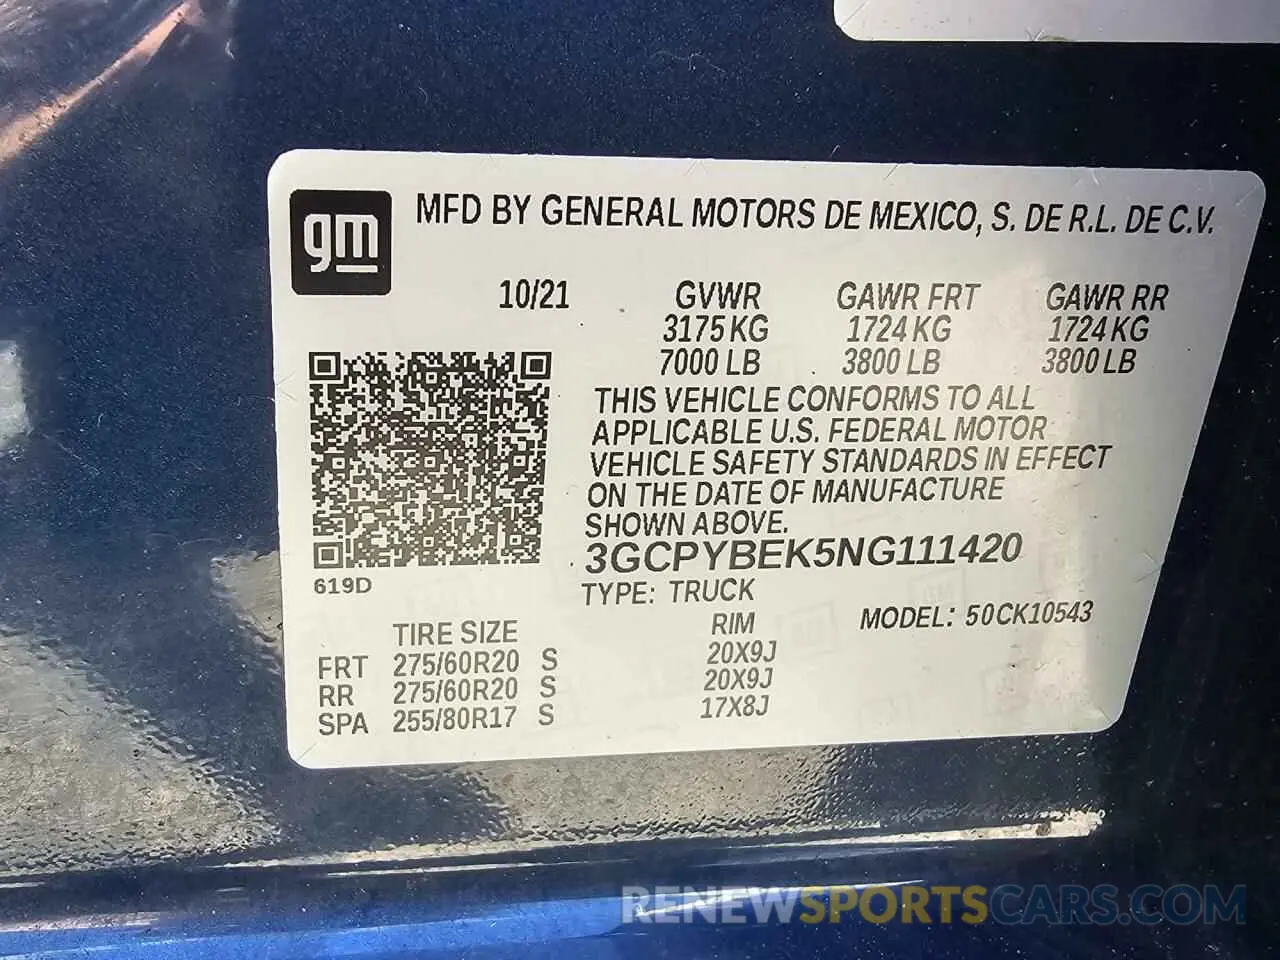 gm
MFD BY GENERAL MOTORS DE MEXICO, S. DE R.L. DE C.V.
10/21 GVWR GAWR FRT GAWR RR
3175 KG 1724 KG 1724 KG
7000 LB 3800 LB 3800 LB
THIS VEHICLE CONFORMS TO ALL
APPLICABLE U.S. FEDERAL MOTOR
VEHICLE SAFETY STANDARDS IN EFFECT
ON THE DATE OF MANUFACTURE
SHOWN ABOVE.
3GCPYBEK5NG111420
619D
TYPE: TRUCK
MODEL: 50CK10543
TIRE SIZE RIM
FRT 275/60R20 S 20X9J
RR 275/60R20 S 20X9J
SPA 255/80R17 S 17X8J
RENEWSPORTSCARS.COM